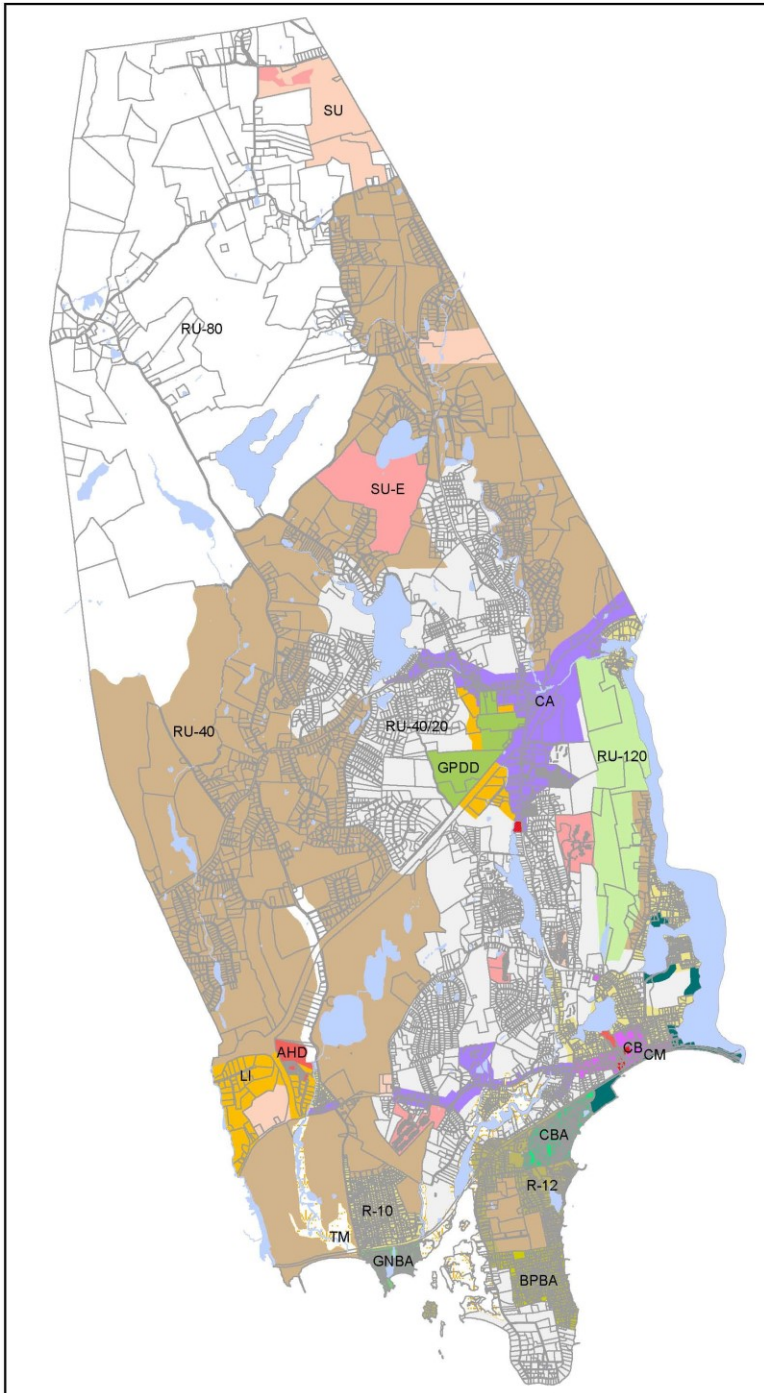 SU
RU-80
SU-E
CA
RU-40
RU-40/20
RU-120
GPDD
AHD
CB
CM
LI
CBA
R-12
R-10
TM
GNBA
BPBA